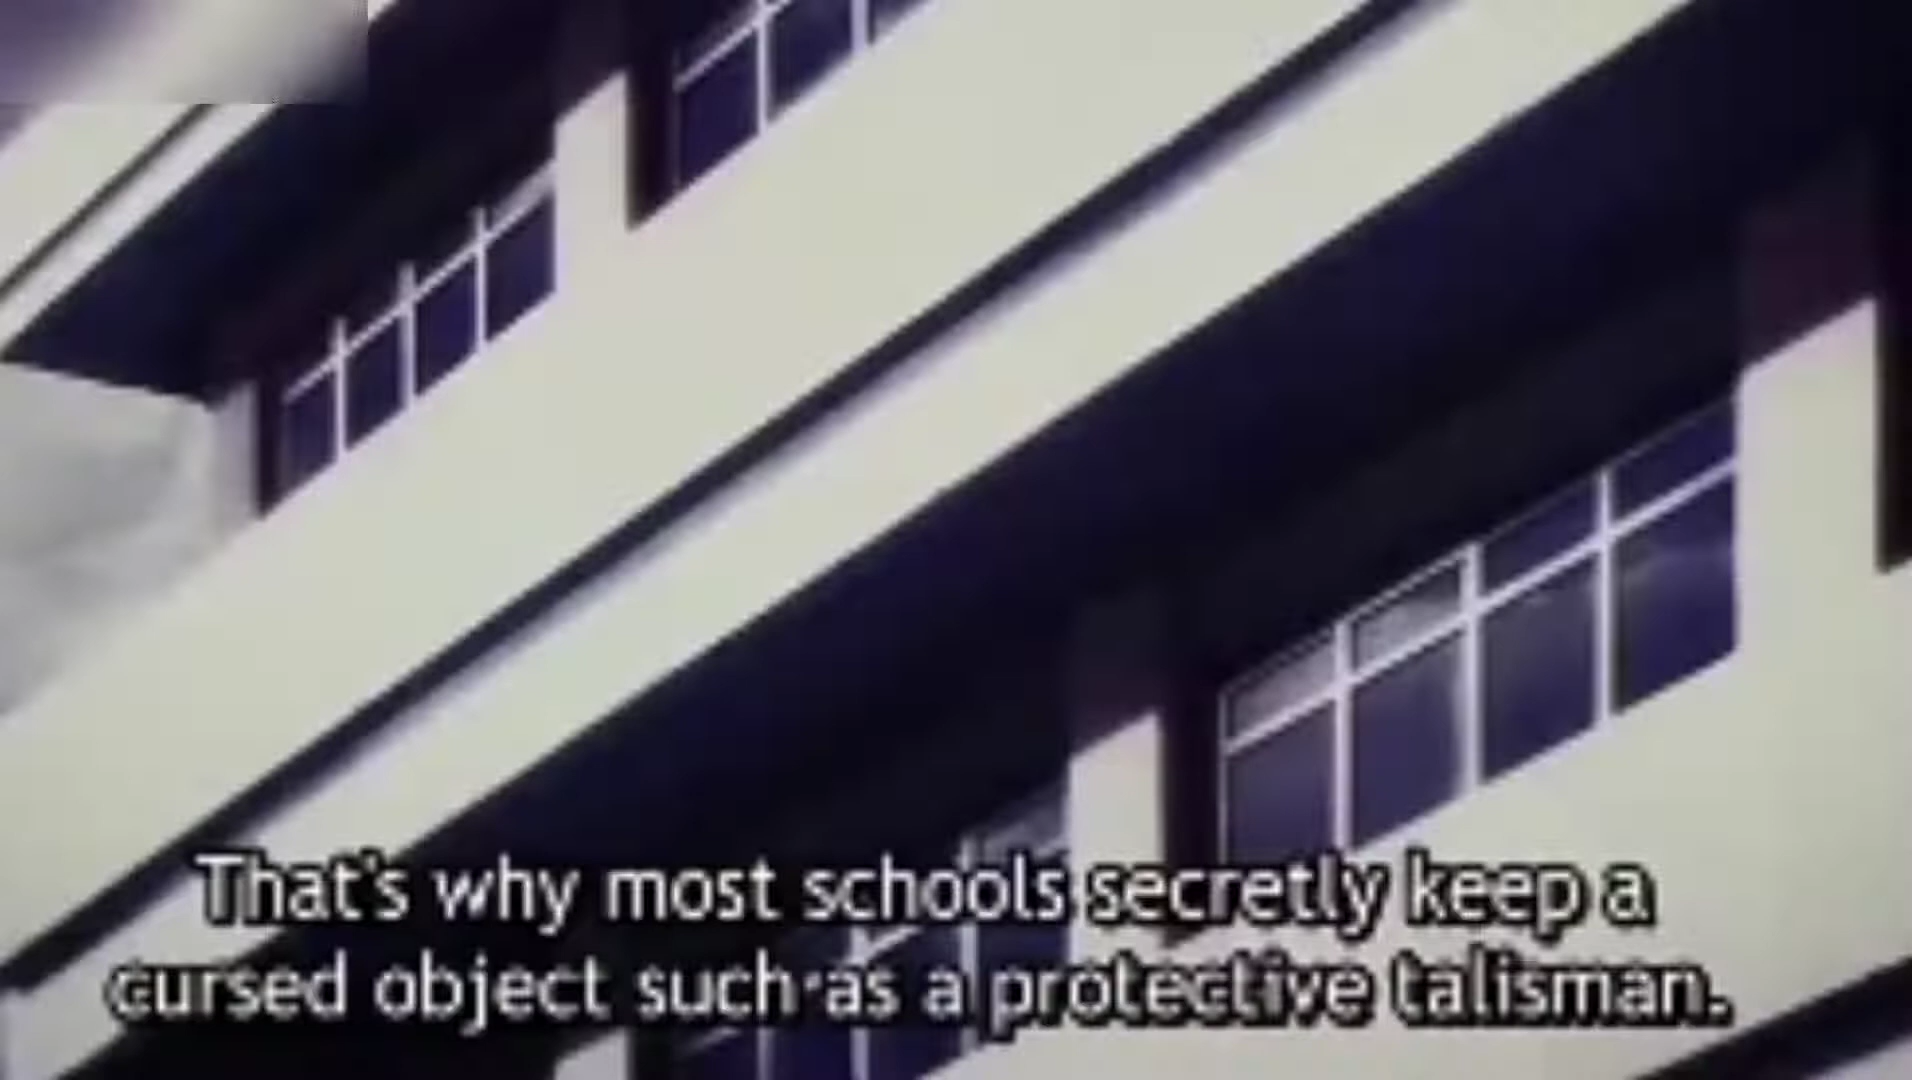 That's why most schools secretly keep a
cursed object such as a protective talisman.